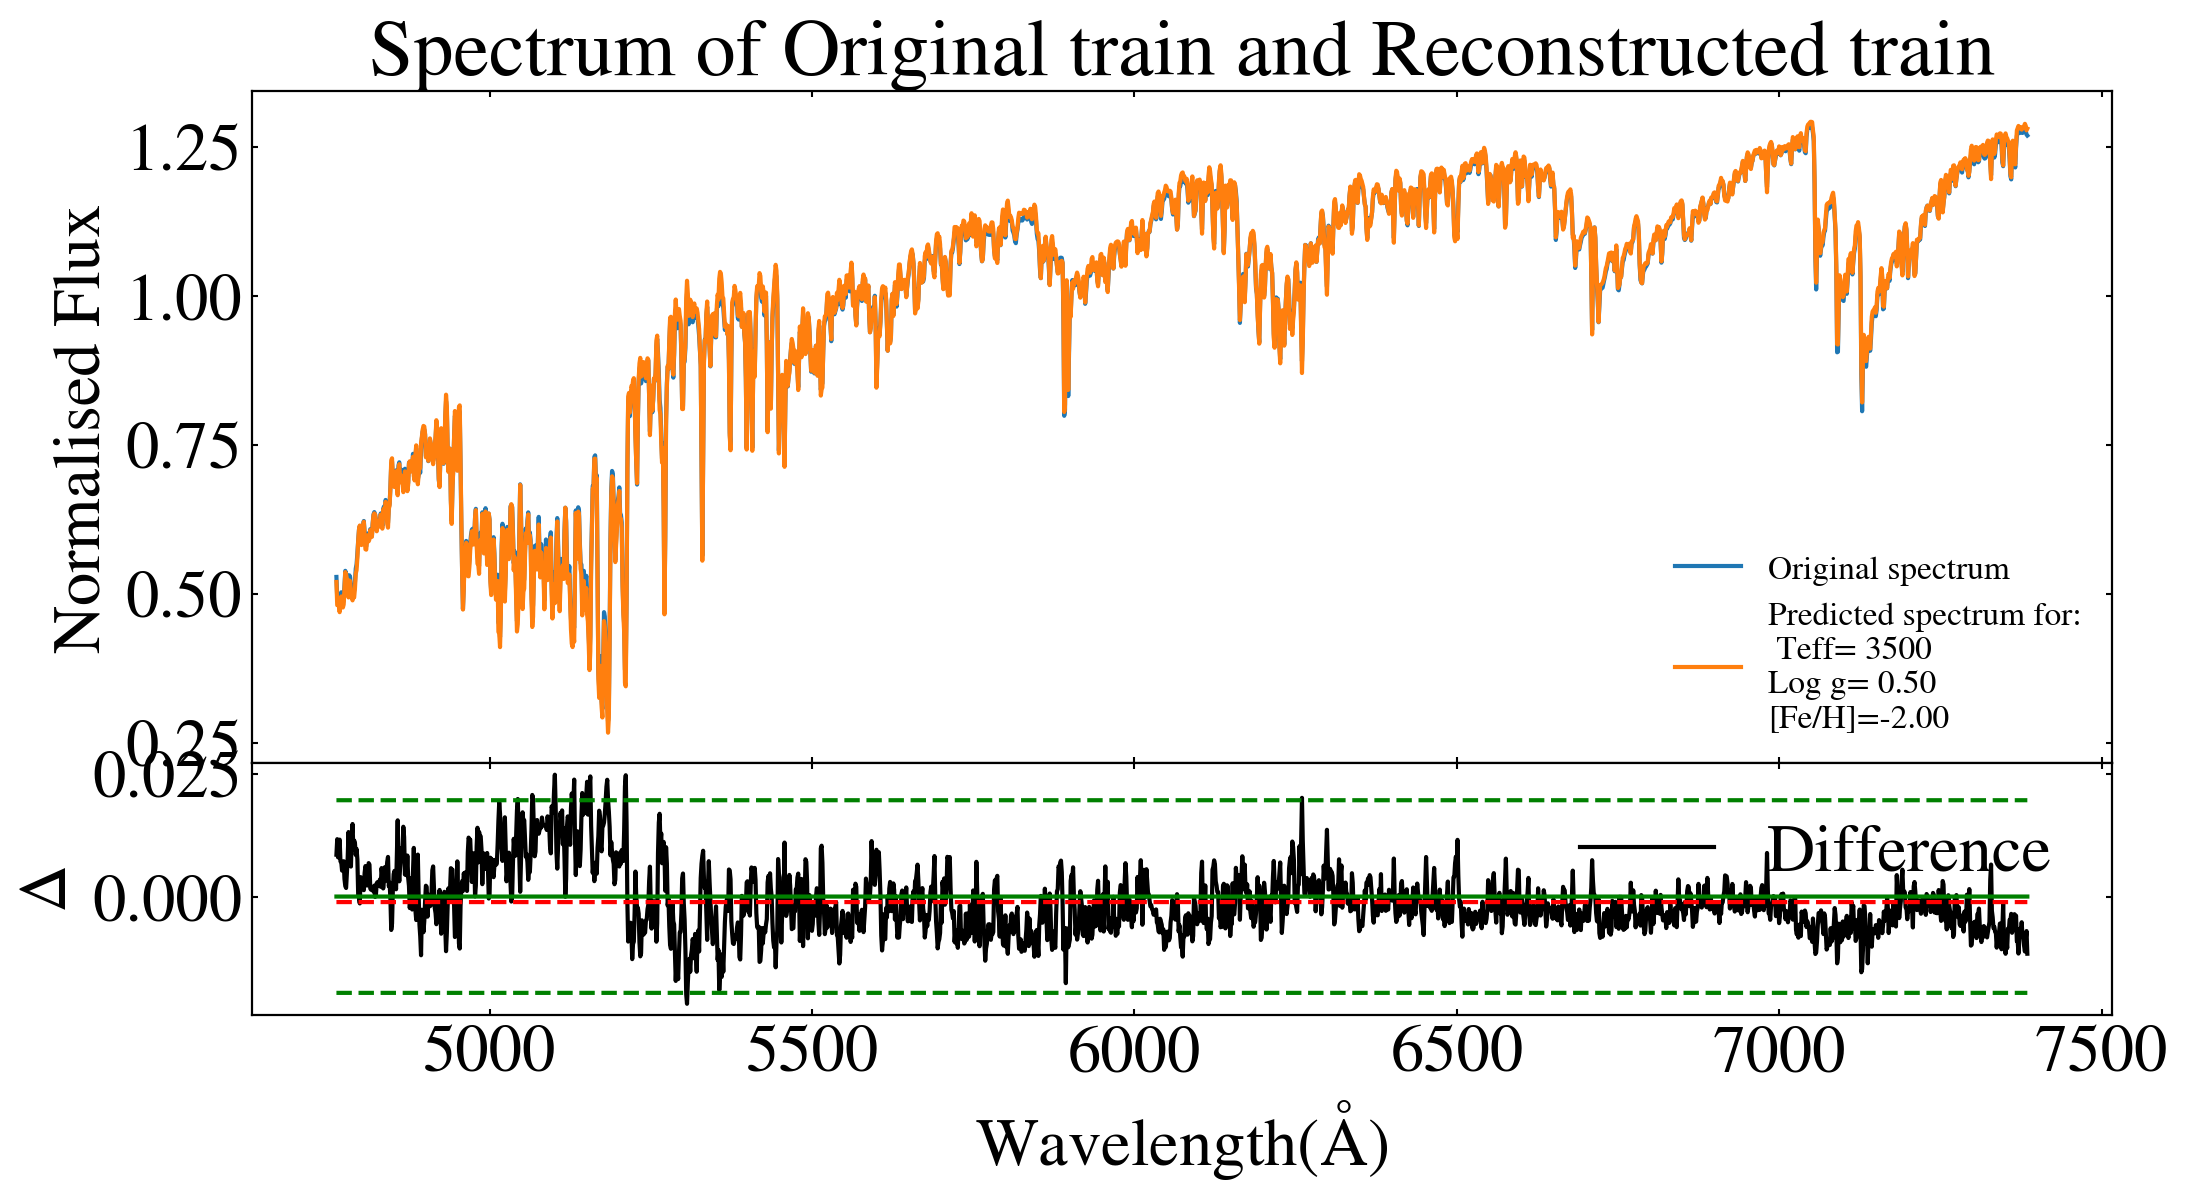 Spectrum of Original train and Reconstructed train
Normalised Flux
1.25
1.00
0.75
0.50
0.25
Original spectrum
Predicted spectrum for:
Teff= 3500
Log g= 0.50
[Fe/H]=-2.00
Δ
0.025
0.000
Difference
5000 5500 6000 6500 7000 7500
Wavelength(Å)